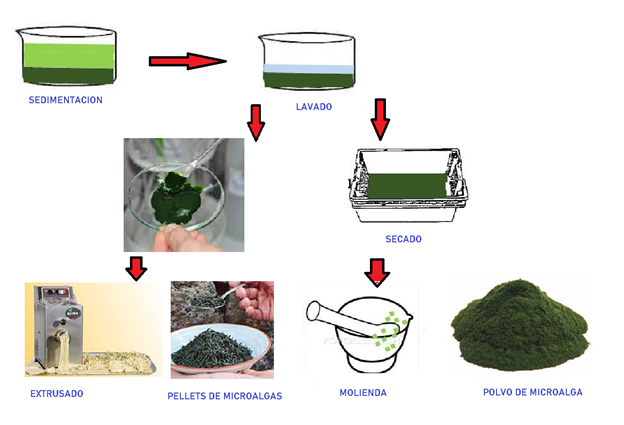 SEDIMENTACION
LAVADO
SECADO
EXTRUSADO
PELLETS DE MICROALGAS
MOLIENDA
POLVO DE MICROALGA